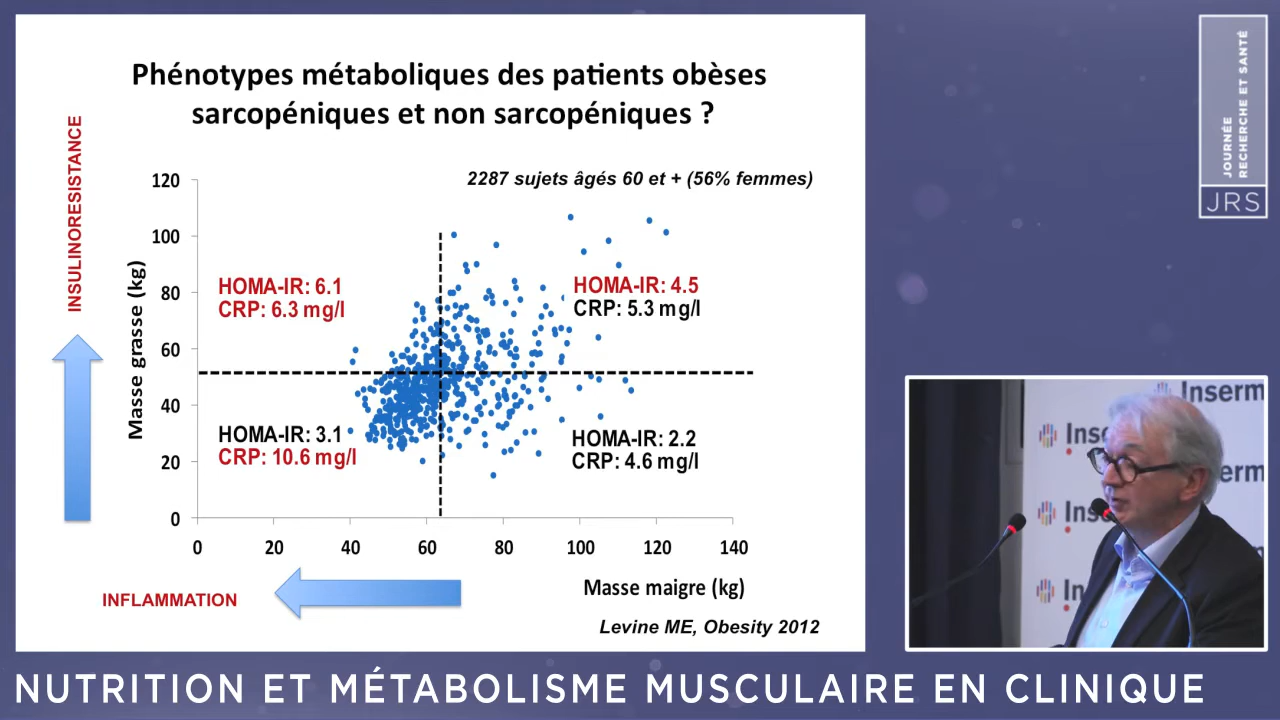 Phénotypes métaboliques des patients obèses
sarcopéniques et non sarcopéniques ?
2287 sujets âgés 60 et + (56% femmes)
INSULINORESISTANCE
Masse grasse (kg)
120
100
80
60
40
20
0
HOMA-IR: 6.1
CRP: 6.3 mg/l
HOMA-IR: 4.5
CRP: 5.3 mg/l
HOMA-IR: 3.1
CRP: 10.6 mg/l
HOMA-IR: 2.2
CRP: 4.6 mg/l
0 20 40 60 80 100 120 140
Masse maigre (kg)
INFLAMMATION
Levine ME, Obesity 2012
JOURNÉE
RECHERCHE ET SANTÉ
JRS
Inserm
NUTRITION ET MÉTABOLISME MUSCULAIRE EN CLINIQUE